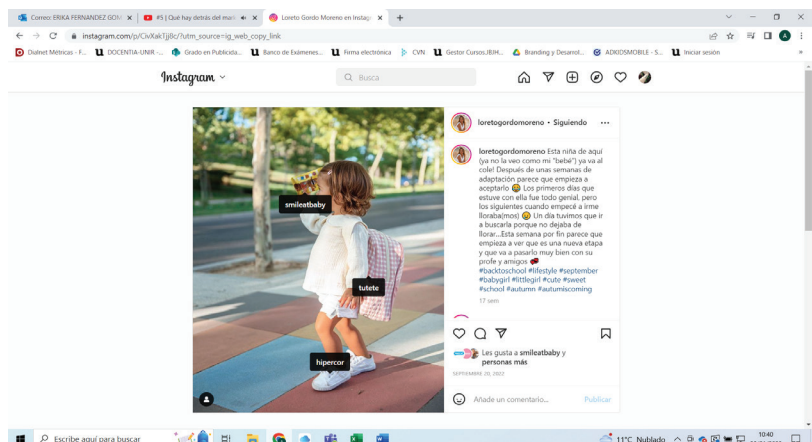 Correo: ERIKA FERNANDEZ GOM
#5 | Qué hay detrás del man
Loreto Gordo Moreno en Instag
instagram.com/p/CivXakTjj8c/?utm_source=ig_web_copy_link
Dialnet Métricas - F...
DOCENTIA-UNIR -...
Grado en Publicida...
Banco de Exámenes...
Firma electrónica
CVN
Gestor Cursos.
Branding y Desarrol...
ADKIDSMOBILE - S...
Iniciar sesión
Instagram
Busca
smileatbaby
tutete
hipercor
loretogordomoreno • Siguiendo
loretogordomoreno Esta niña de aquí
(ya no la veo como mi "bebé") ya va al
cole! Después de unas semanas de
adaptación parece que empieza a
aceptarlo 😥 Los primeros días que
estuve con ella fue todo genial, pero
los siguientes cuando empecé a irme
lloraba(mos) 😥 Un día tuvimos que ir
a buscarla porque no dejaba de
llorar...Esta semana por fin parece que
empieza a ver que es una nueva etapa
y que va a pasarlo muy bien con su
profe y amigos
#backtoschool #lifestyle #september
#babygirl #littlegirl #cute #sweet
#school #autumn #autumiscoming
17 sem
Les gusta a smileatbaby y
personas más
SEPTIEMBRE 20, 2022
Añade un comentario...
Publicar
Escribe aquí para buscar
11°C Nublado
10:40